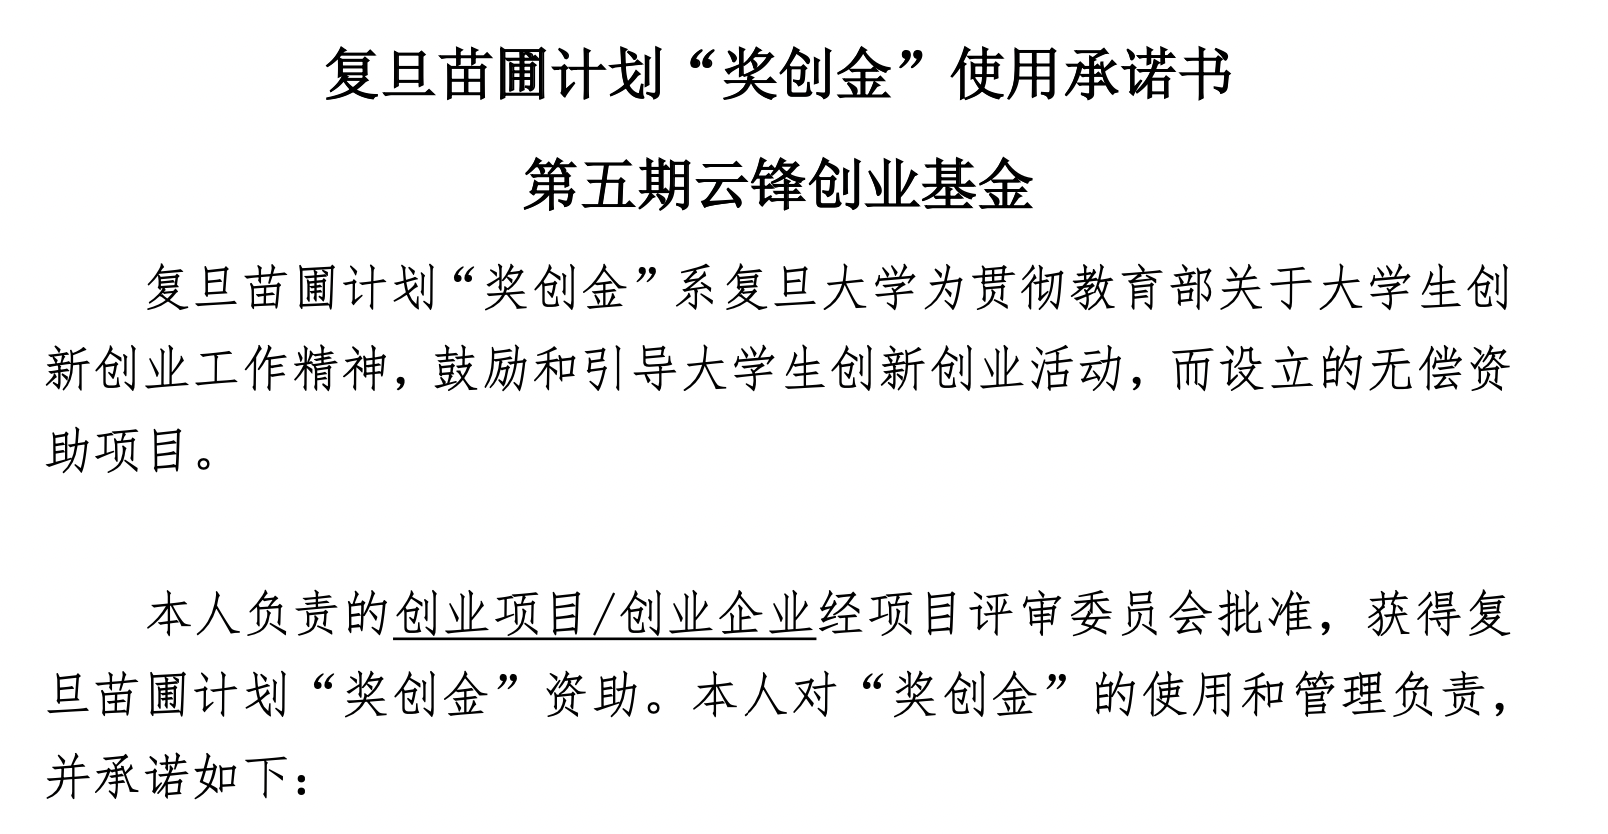 复旦苗圃计划“奖创金”使用承诺书
第五期云锋创业基金
复旦苗圃计划“奖创金”系复旦大学为贯彻教育部关于大学生创
新创业工作精神，鼓励和引导大学生创新创业活动，而设立的无偿资
助项目。
本人负责的创业项目/创业企业经项目评审委员会批准，获得复
旦苗圃计划“奖创金”资助。本人对“奖创金”的使用和管理负责，
并承诺如下：